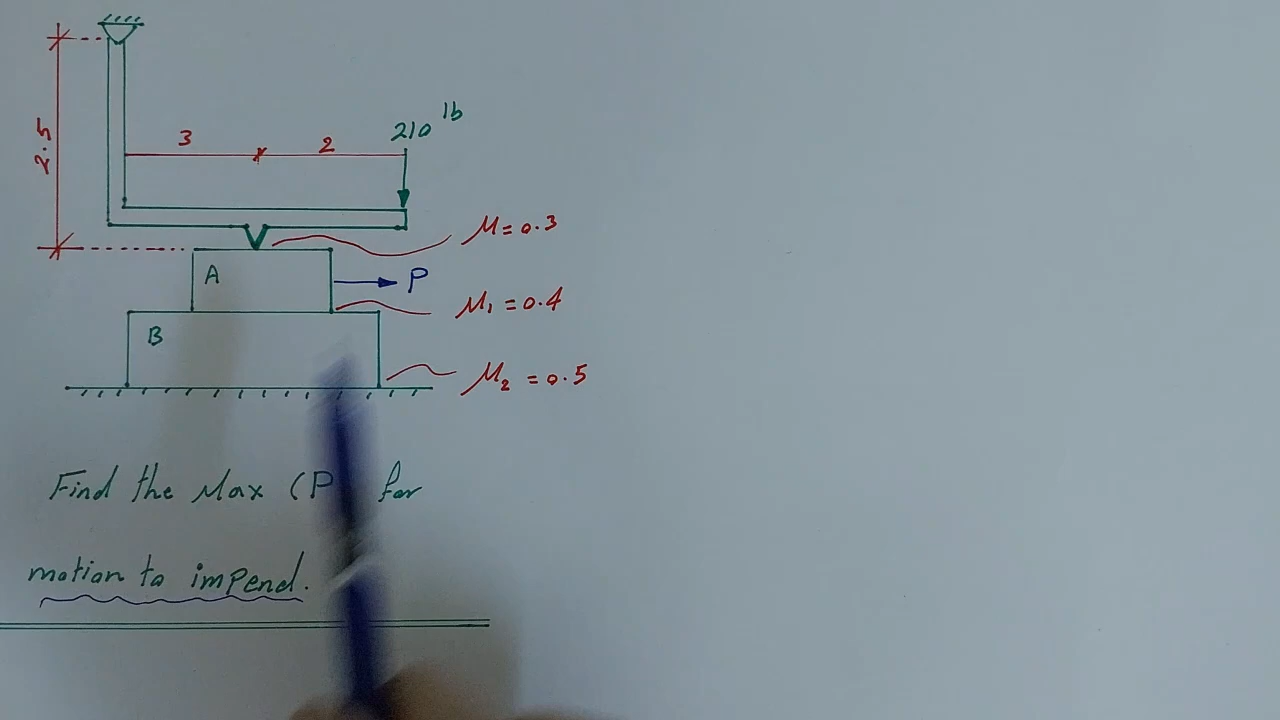 2.5
3
2
210 lb
μ = 0.3
A
P
μ1 = 0.4
B
μ2 = 0.5
Find the Max (P for
motion to impend.